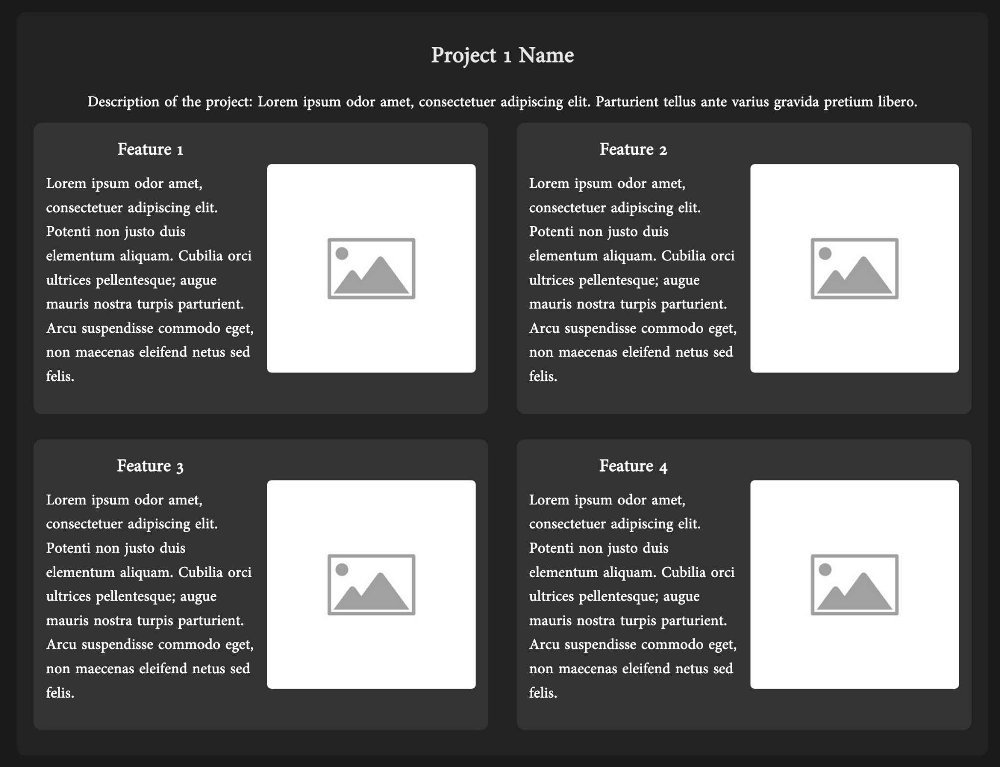 Project 1 Name
Description of the project: Lorem ipsum odor amet, consectetuer adipiscing elit. Parturient tellus ante varius gravida pretium libero.
Feature 1
Lorem ipsum odor amet,
consectetuer adipiscing elit.
Potenti non justo duis
elementum aliquam. Cubilia orci
ultrices pellentesque; augue
mauris nostra turpis parturient.
Arcu suspendisse commodo eget,
non maecenas eleifend netus sed
felis.
Feature 2
Lorem ipsum odor amet,
consectetuer adipiscing elit.
Potenti non justo duis
elementum aliquam. Cubilia orci
ultrices pellentesque; augue
mauris nostra turpis parturient.
Arcu suspendisse commodo eget,
non maecenas eleifend netus sed
felis.
Feature 3
Lorem ipsum odor amet,
consectetuer adipiscing elit.
Potenti non justo duis
elementum aliquam. Cubilia orci
ultrices pellentesque; augue
mauris nostra turpis parturient.
Arcu suspendisse commodo eget,
non maecenas eleifend netus sed
felis.
Feature 4
Lorem ipsum odor amet,
consectetuer adipiscing elit.
Potenti non justo duis
elementum aliquam. Cubilia orci
ultrices pellentesque; augue
mauris nostra turpis parturient.
Arcu suspendisse commodo eget,
non maecenas eleifend netus sed
felis.